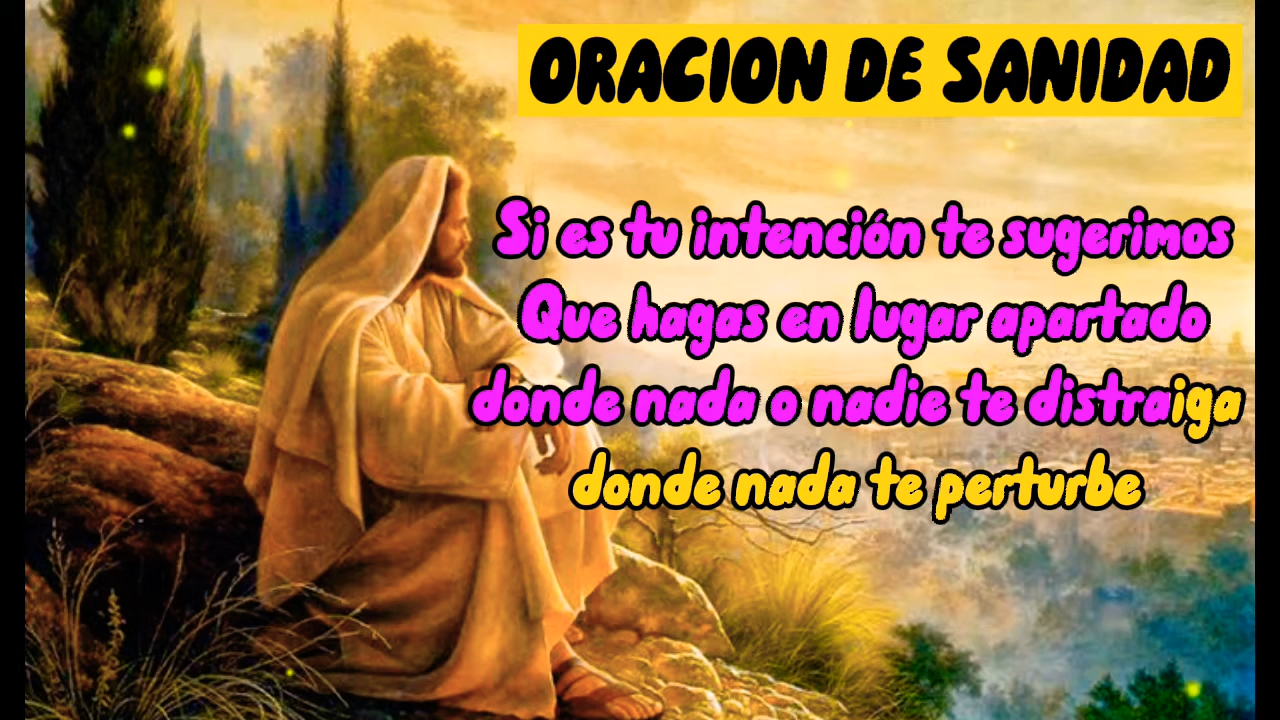 ORACION DE SANIDAD
Si es tu intención te sugerimos
Que hagas en lugar apartado
donde nada o nadie te distraiga
donde nada te perturbe